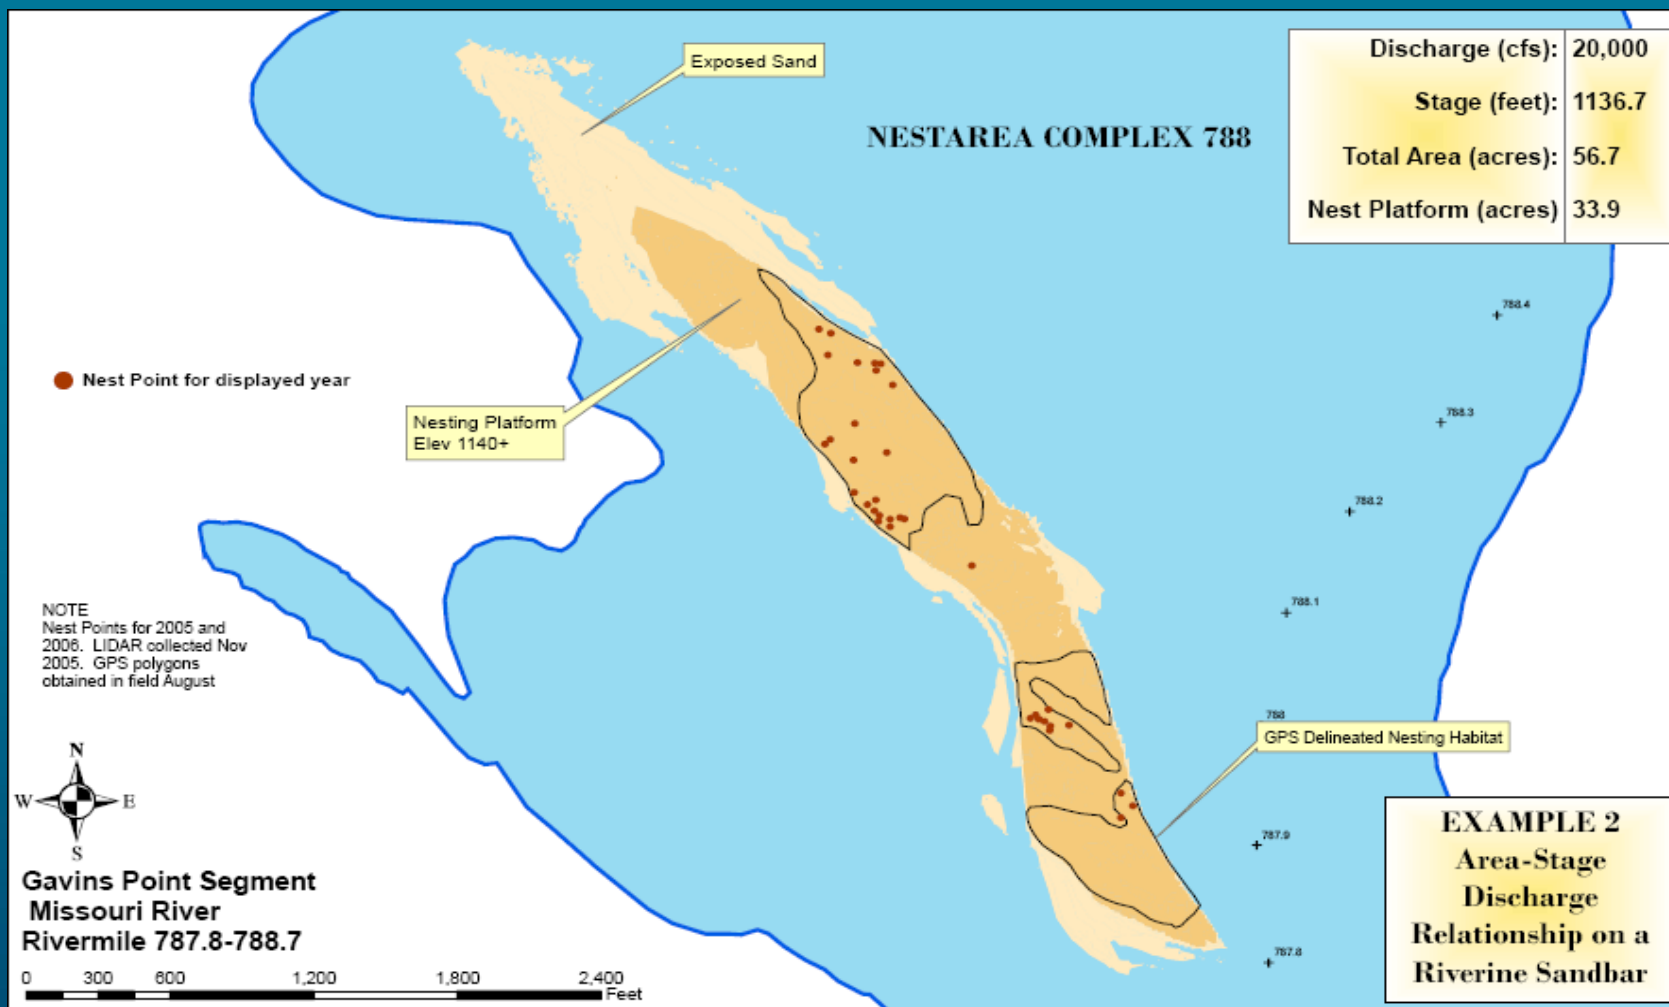 Exposed Sand
Discharge (cfs): 20,000
Stage (feet): 1136.7
Total Area (acres): 56.7
Nest Platform (acres) 33.9
NESTAREA COMPLEX 788
788.4
Nest Point for displayed year
788.3
Nesting Platform
Elev 1140+
788.2
NOTE
Nest Points for 2005 and
2006. LIDAR collected Nov
2005. GPS polygons
obtained in field August
788.1
788
GPS Delineated Nesting Habitat
N
W E
S
787.9
Gavins Point Segment
Missouri River
Rivermile 787.8-788.7
787.8
0 300 600 1,200 1,800 2,400
Feet
EXAMPLE 2
Area-Stage
Discharge
Relationship on a
Riverine Sandbar